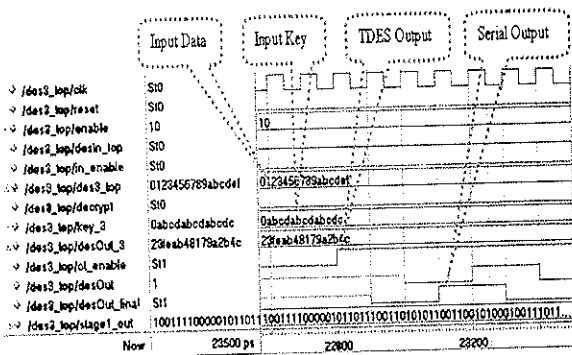 Input Data Input Key TDES Output Serial Output
/des3_top/clk St0
/des3_top/reset St0
/des3_top/enable 10 10
/des3_top/desin_top St0
/des3_top/in_enable St0
/des3_top/des3_top 0123456789abcdef 0123456789abcdef
/des3_top/decrypt St0
/des3_top/key_3 0abcdabcdabcdc 0abcdabcdabcdc
/des3_top/desOut_3 23feab48179a2b4c 23feab48179a2b4c
/des3_top/ol_enable St1
/des3_top/desOut 1
/des3_top/desOut_final St1
/des3_top/stage1_out
Now 23500 ps 22800 23200